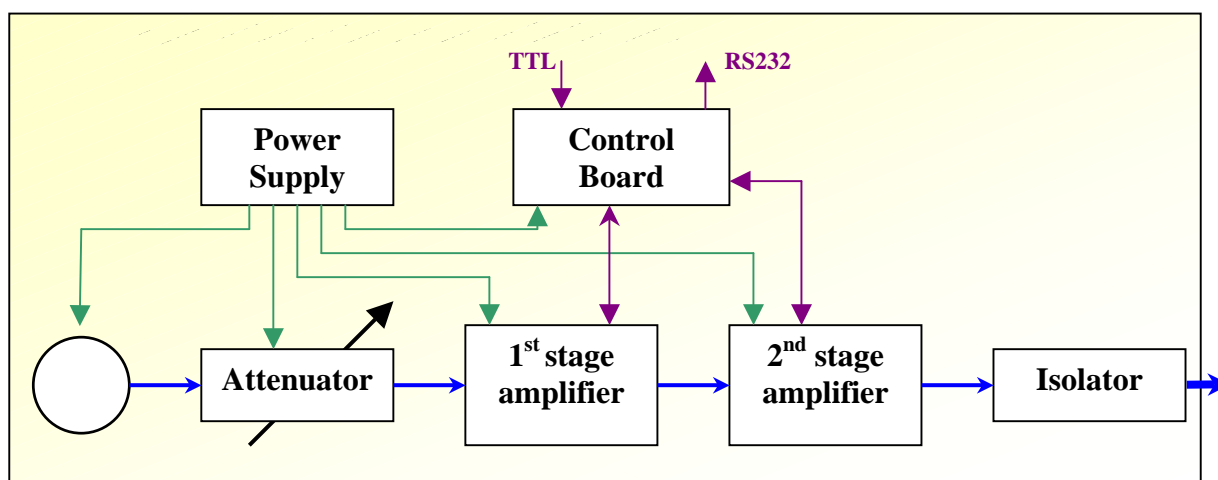 TTL
RS232
Power
Supply
Control
Board
Attenuator
1st stage
amplifier
2nd stage
amplifier
Isolator